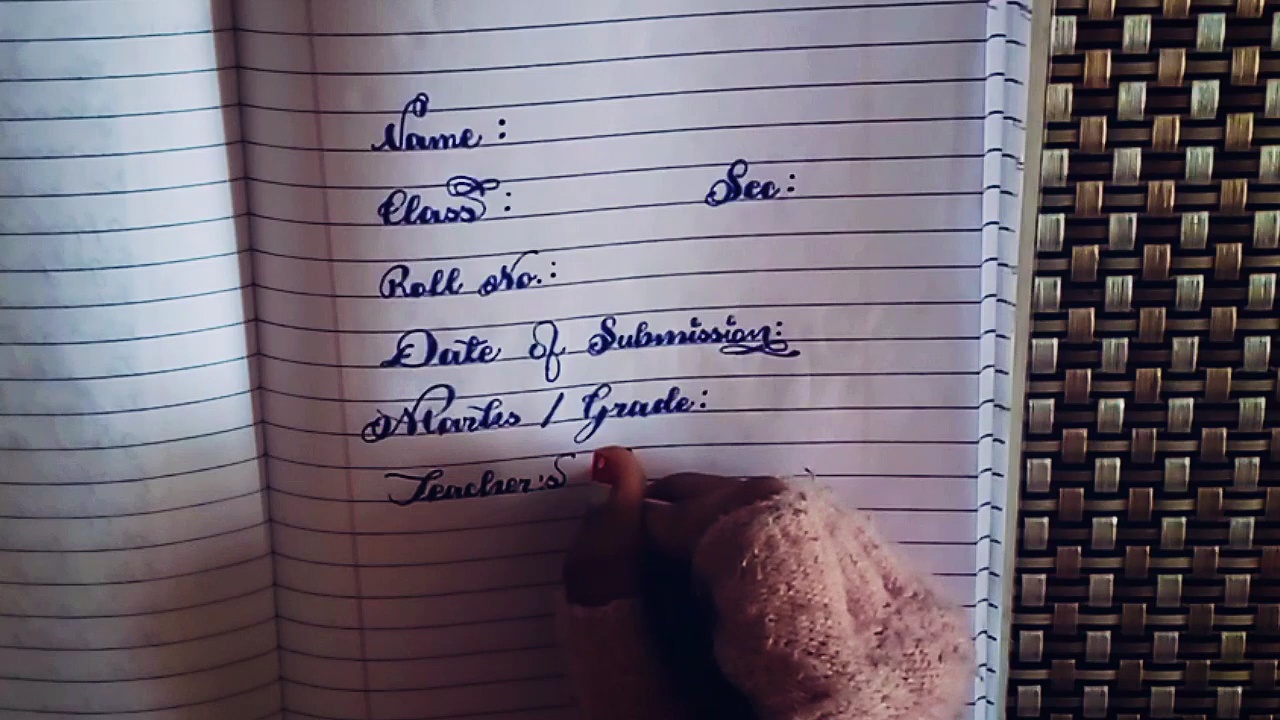 Name :
Class : Sec :
Roll No. :
Date of Submission :
Marks / Grade :
Teacher's